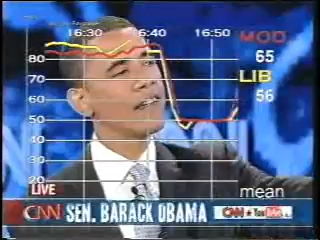 16:30 16:40 16:50
MOD
65
LIB
56
80
70
60
50
40
30
20
mean
LIVE
CNN SEN. BARACK OBAMA CNN YouTube